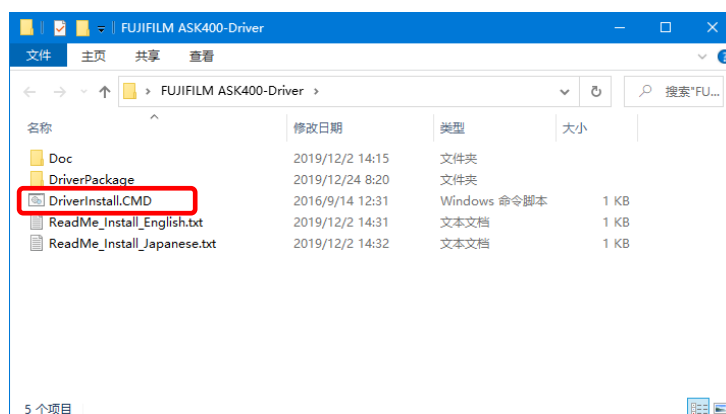 FUJIFILM ASK400-Driver
文件 主页 共享 查看
FUJIFILM ASK400-Driver 搜索"FU...
名称 修改日期 类型 大小
Doc 2019/12/2 14:15 文件夹
DriverPackage 2019/12/24 8:20 文件夹
DriverInstall.CMD 2016/9/14 12:31 Windows 命令脚本 1 KB
ReadMe_Install_English.txt 2019/12/2 14:31 文本文档 1 KB
ReadMe_Install_Japanese.txt 2019/12/2 14:32 文本文档 1 KB
5 个项目